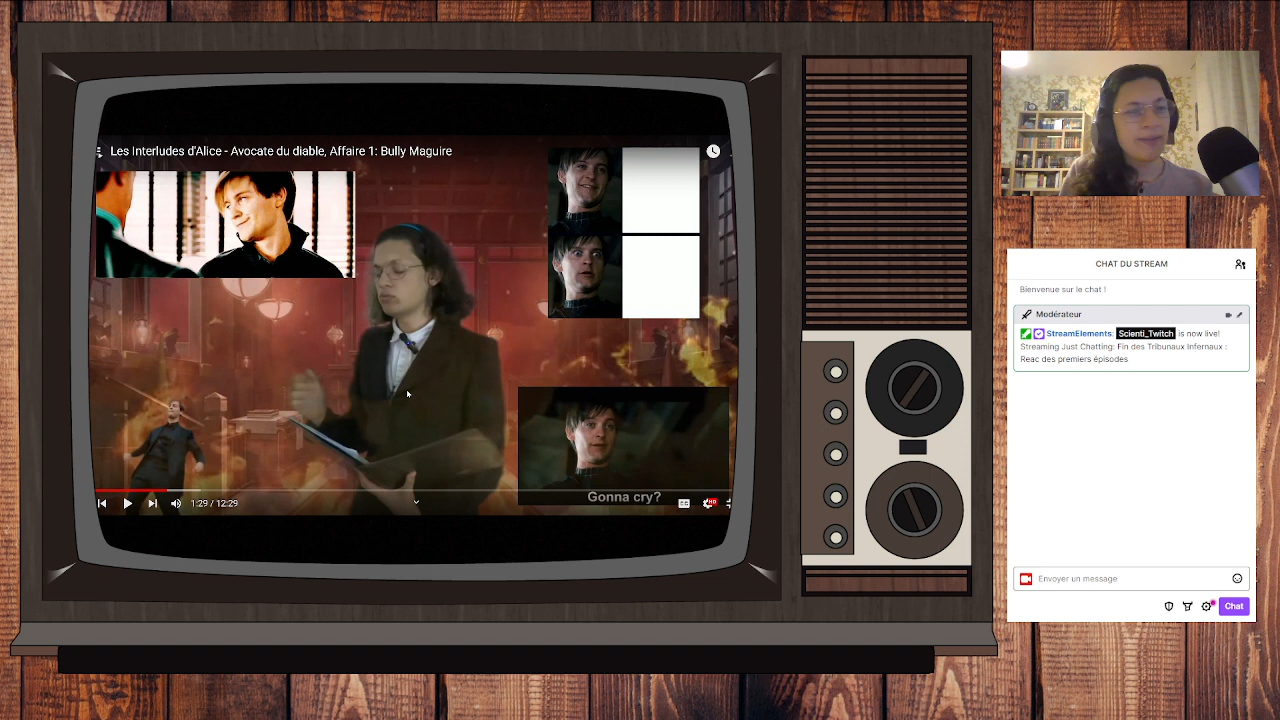 Les Interludes d'Alice - Avocate du diable, Affaire 1: Bully Maguire
Gonna cry?
1:29 / 12:29
HD
CHAT DU STREAM
Bienvenue sur le chat !
Modérateur
StreamElements: Scienti_Twitch is now live!
Streaming Just Chatting: Fin des Tribunaux Infernaux :
Reac des premiers épisodes
Envoyer un message
Chat